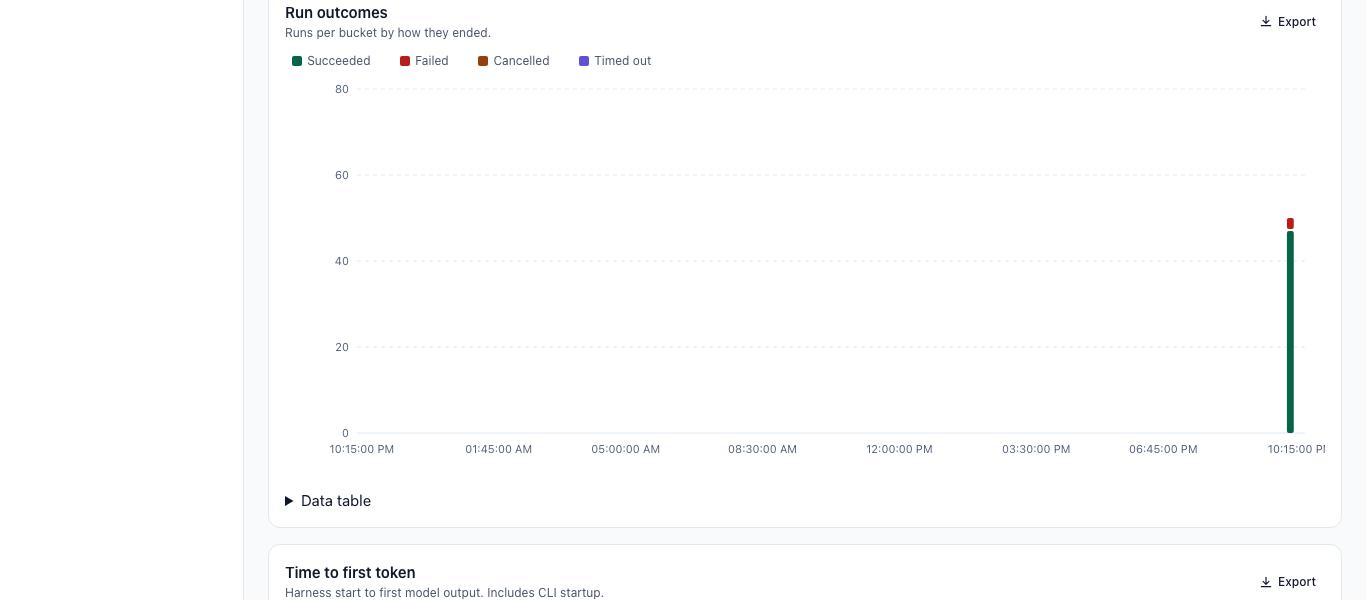 Run outcomes
Export
Runs per bucket by how they ended.
Succeeded Failed Cancelled Timed out
80
60
40
20
0
10:15:00 PM 01:45:00 AM 05:00:00 AM 08:30:00 AM 12:00:00 PM 03:30:00 PM 06:45:00 PM 10:15:00 P
Data table
Time to first token
Export
Harness start to first model output. Includes CLI startup.